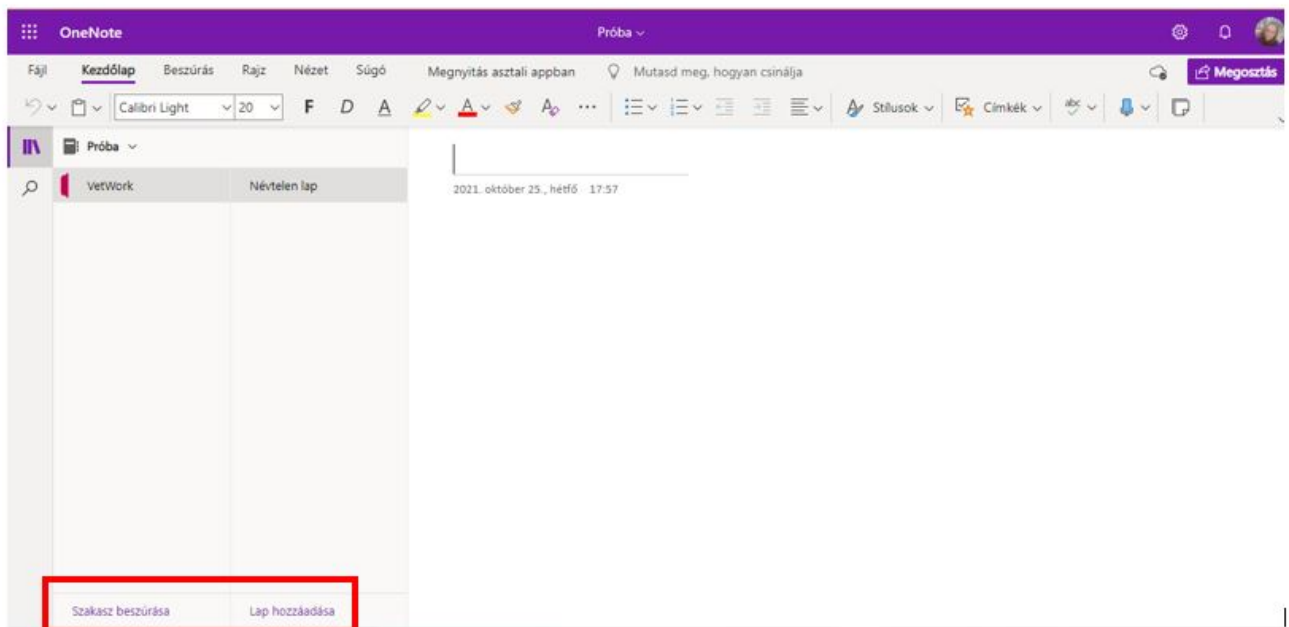 OneNote Próba
Fájl Kezdőlap Beszúrás Rajz Nézet Súgó Megnyitás asztali appban Mutasd meg, hogyan csinálja Megosztás
Calibri Light 20 F D A A A Stílusok Címkék abc
Próba
VetWork Névtelen lap
2021. október 25., hétfő 17:57
Szakasz beszúrása Lap hozzáadása